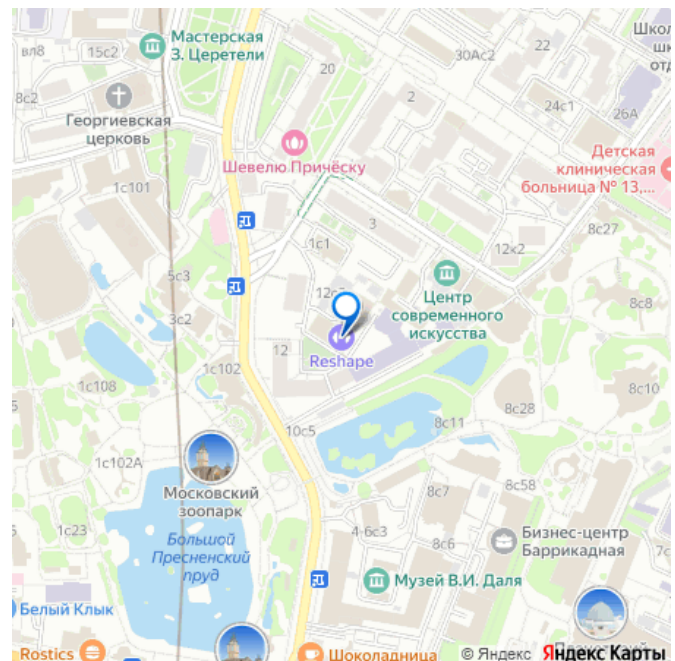 Мастерская
З. Церетели
вл8
15с2
8с2
Георгиевская
церковь
20
30Ас2
22
2
24с1
26А
Шевелю Причёску
Детская
клиническая
больница № 13,...
1с101
3
1с1
12к2
8с27
5с3
3с2
Центр
современного
искусства
8с8
Reshape
12
1с102
1с108
8с10
8с28
8с11
10с5
1с102А
Московский
зоопарк
8с7
8с58
1с23
Большой
Пресненский
пруд
4-6с3
8с6
Бизнес-центр
Баррикадная
Музей В.И. Даля
Белый Клык
Rostics
Шоколадница
© Яндекс
Яндекс Карты